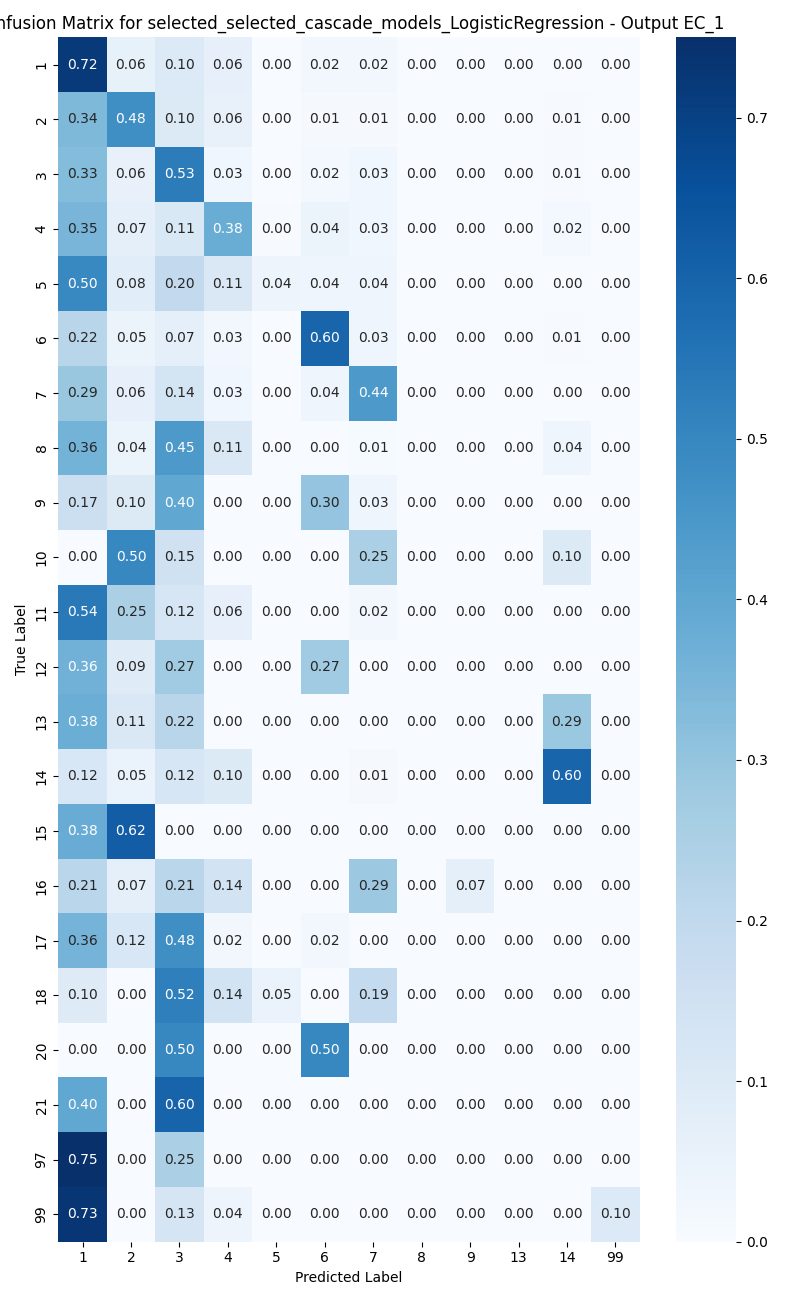 nfusion Matrix for selected_selected_cascade_models_LogisticRegression - Output EC_1
1 0.72 0.06 0.10 0.06 0.00 0.02 0.02 0.00 0.00 0.00 0.00 0.00
2 0.34 0.48 0.10 0.06 0.00 0.01 0.01 0.00 0.00 0.00 0.01 0.00
3 0.33 0.06 0.53 0.03 0.00 0.02 0.03 0.00 0.00 0.00 0.01 0.00
4 0.35 0.07 0.11 0.38 0.00 0.04 0.03 0.00 0.00 0.00 0.02 0.00
5 0.50 0.08 0.20 0.11 0.04 0.04 0.04 0.00 0.00 0.00 0.00 0.00
6 0.22 0.05 0.07 0.03 0.00 0.60 0.03 0.00 0.00 0.00 0.01 0.00
7 0.29 0.06 0.14 0.03 0.00 0.04 0.44 0.00 0.00 0.00 0.00 0.00
8 0.36 0.04 0.45 0.11 0.00 0.00 0.01 0.00 0.00 0.00 0.04 0.00
9 0.17 0.10 0.40 0.00 0.00 0.30 0.03 0.00 0.00 0.00 0.00 0.00
10 0.00 0.50 0.15 0.00 0.00 0.00 0.25 0.00 0.00 0.00 0.10 0.00
11 0.54 0.25 0.12 0.06 0.00 0.00 0.02 0.00 0.00 0.00 0.00 0.00
12 0.36 0.09 0.27 0.00 0.00 0.27 0.00 0.00 0.00 0.00 0.00 0.00
13 0.38 0.11 0.22 0.00 0.00 0.00 0.00 0.00 0.00 0.00 0.29 0.00
14 0.12 0.05 0.12 0.10 0.00 0.00 0.01 0.00 0.00 0.00 0.60 0.00
15 0.38 0.62 0.00 0.00 0.00 0.00 0.00 0.00 0.00 0.00 0.00 0.00
16 0.21 0.07 0.21 0.14 0.00 0.00 0.29 0.00 0.07 0.00 0.00 0.00
17 0.36 0.12 0.48 0.02 0.00 0.02 0.00 0.00 0.00 0.00 0.00 0.00
18 0.10 0.00 0.52 0.14 0.05 0.00 0.19 0.00 0.00 0.00 0.00 0.00
20 0.00 0.00 0.50 0.00 0.00 0.50 0.00 0.00 0.00 0.00 0.00 0.00
21 0.40 0.00 0.60 0.00 0.00 0.00 0.00 0.00 0.00 0.00 0.00 0.00
97 0.75 0.00 0.25 0.00 0.00 0.00 0.00 0.00 0.00 0.00 0.00 0.00
99 0.73 0.00 0.13 0.04 0.00 0.00 0.00 0.00 0.00 0.00 0.00 0.10
1 2 3 4 5 6 7 8 9 13 14 99
Predicted Label
True Label
0.7
0.6
0.5
0.4
0.3
0.2
0.1
0.0